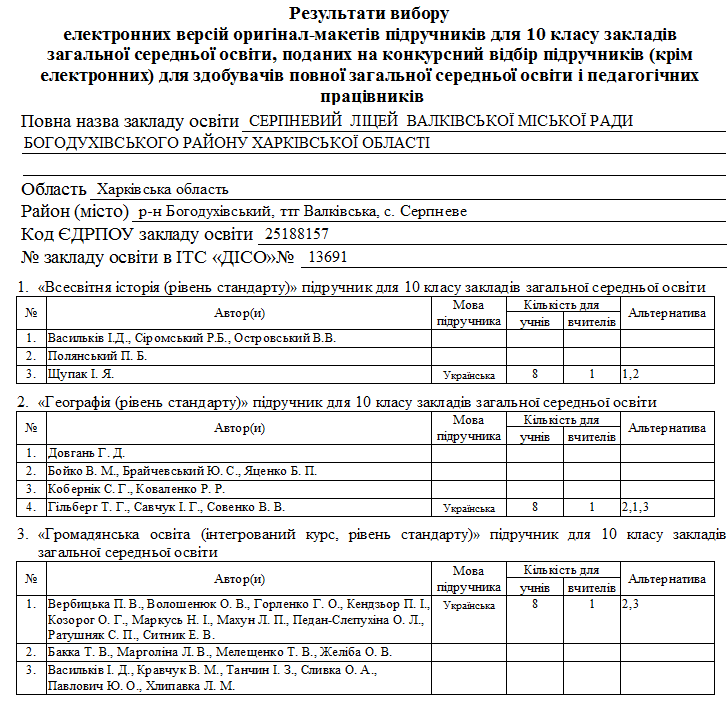 Результати вибору
електронних версій оригінал-макетів підручників для 10 класу закладів
загальної середньої освіти, поданих на конкурсний відбір підручників (крім
електронних) для здобувачів повної загальної середньої освіти і педагогічних
працівників
Повна назва закладу освіти СЕРПНЕВИЙ ЛІЦЕЙ ВАЛКІВСЬКОЇ МІСЬКОЇ РАДИ
БОГОДУХІВСЬКОГО РАЙОНУ ХАРКІВСЬКОЇ ОБЛАСТІ
Область Харківська область
Район (місто) р-н Богодухівський, ттг Валківська, с. Серпневе
Код ЄДРПОУ закладу освіти 25188157
№ закладу освіти в ІТС «ДІСО»№ 13691
1. «Всесвітня історія (рівень стандарту)» підручник для 10 класу закладів загальної середньої освіти
№ Автор(и) Мова підручника Кількість для учнів вчителів Альтернатива
1. Васильків І.Д., Сіромський Р.Б., Островський В.В.
2. Полянський П. Б.
3. Щупак І. Я. Українська 8 1 1,2
2. «Географія (рівень стандарту)» підручник для 10 класу закладів загальної середньої освіти
№ Автор(и) Мова підручника Кількість для учнів вчителів Альтернатива
1. Довгань Г. Д.
2. Бойко В. М., Брайчевський Ю. С., Яценко Б. П.
3. Кобернік С. Г., Коваленко Р. Р.
4. Гільберг Т. Г., Савчук І. Г., Совенко В. В. Українська 8 1 2,1,3
3. «Громадянська освіта (інтегрований курс, рівень стандарту)» підручник для 10 класу закладів
загальної середньої освіти
№ Автор(и) Мова підручника Кількість для учнів вчителів Альтернатива
1. Вербицька П. В., Волошенюк О. В., Горленко Г. О., Кендзьор П. І., Українська 8 1 2,3
Козорог О. Г., Маркусь Н. І., Махун Л. П., Педан-Слєпухіна О. Л.,
Ратушняк С. П., Ситник Е. В.
2. Бакка Т. В., Марголіна Л. В., Мелещенко Т. В., Желіба О. В.
3. Васильків І. Д., Кравчук В. М., Танчин І. З., Сливка О. А.,
Павлович Ю. О., Хлипавка Л. М.